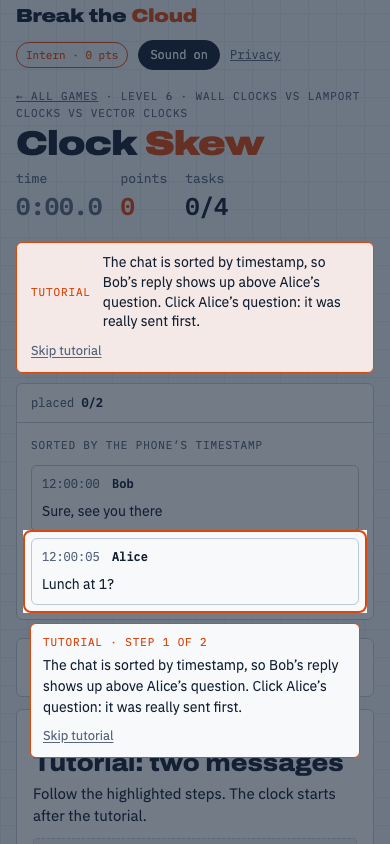 Break the Cloud
Intern · 0 pts
Sound on
Privacy
← ALL GAMES · LEVEL 6 · WALL CLOCKS VS LAMPORT
CLOCKS VS VECTOR CLOCKS
Clock Skew
time
points
tasks
0:00.0
0
0/4
TUTORIAL
The chat is sorted by timestamp, so
Bob’s reply shows up above Alice’s
question. Click Alice’s question: it was
really sent first.
Skip tutorial
placed 0/2
SORTED BY THE PHONE’S TIMESTAMP
12:00:00 Bob
Sure, see you there
12:00:05 Alice
Lunch at 1?
TUTORIAL · STEP 1 OF 2
The chat is sorted by timestamp, so Bob’s reply
shows up above Alice’s question. Click Alice’s
question: it was really sent first.
Skip tutorial
Tutorial: two messages
Follow the highlighted steps. The clock starts
after the tutorial.